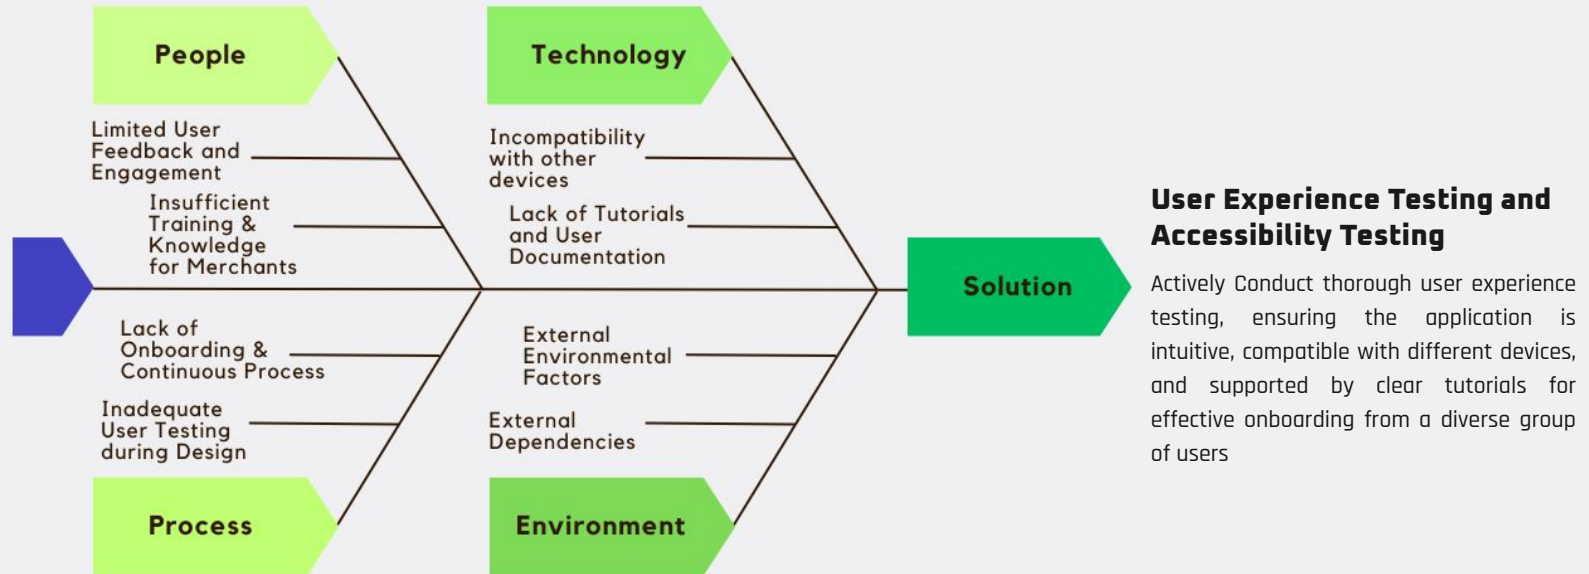 People
Technology
Limited User
Feedback and
Engagement
Insufficient
Training &
Knowledge
for Merchants
Incompatibility
with other
devices
Lack of Tutorials
and User
Documentation
Lack of
Onboarding &
Continuous Process
Inadequate
User Testing
during Design
External
Environmental
Factors
External
Dependencies
Process
Environment
Solution
User Experience Testing and
Accessibility Testing
Actively Conduct thorough user experience
testing, ensuring the application is
intuitive, compatible with different devices,
and supported by clear tutorials for
effective onboarding from a diverse group
of users